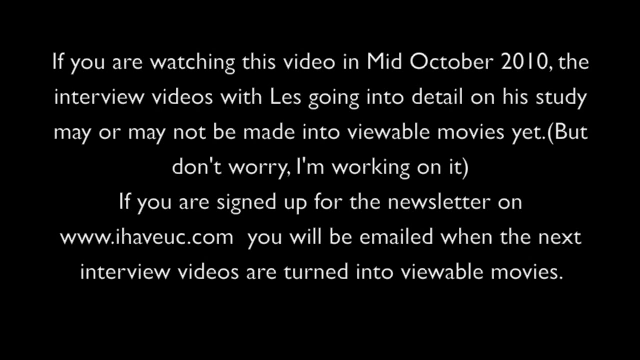 If you are watching this video in Mid October 2010, the
interview videos with Les going into detail on his study
may or may not be made into viewable movies yet.(But
don't worry, I'm working on it)
If you are signed up for the newsletter on
www.ihaveuc.com  you will be emailed when the next
interview videos are turned into viewable movies.